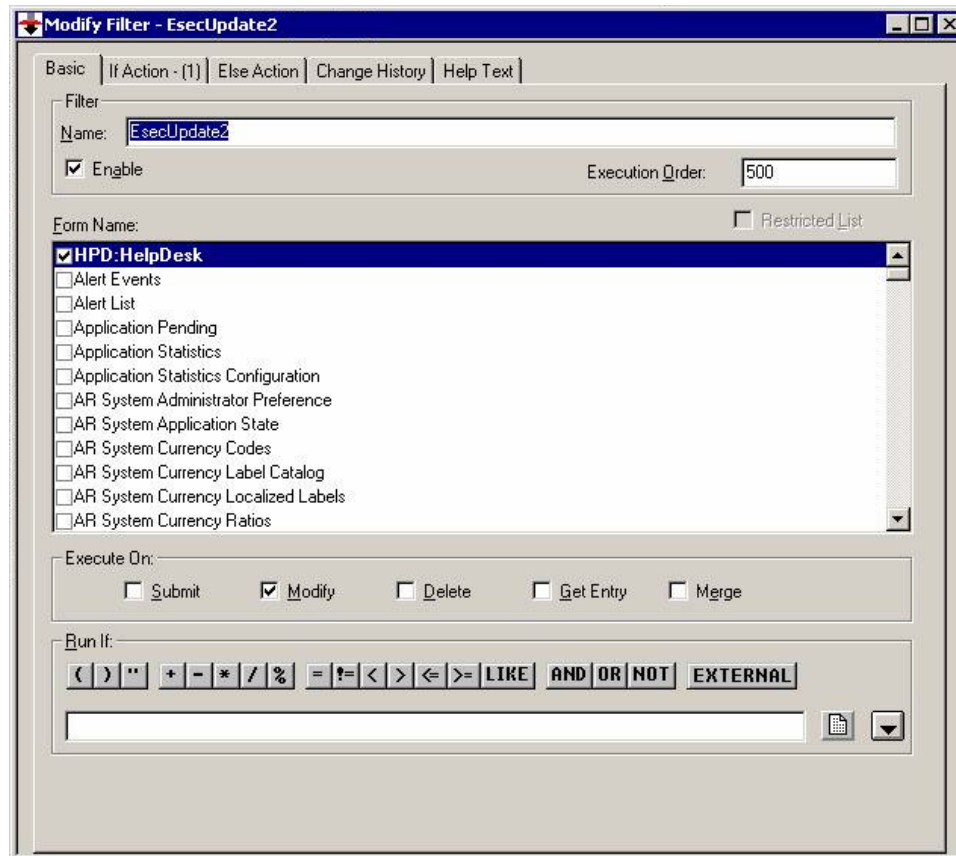 Modify Filter - EsecUpdate2
Basic If Action - (1) Else Action Change History Help Text
Filter
Name: EsecUpdate2
Enable Execution Order: 500
Form Name: Restricted List
HPD:HelpDesk
Alert Events
Alert List
Application Pending
Application Statistics
Application Statistics Configuration
AR System Administrator Preference
AR System Application State
AR System Currency Codes
AR System Currency Label Catalog
AR System Currency Localized Labels
AR System Currency Ratios
Execute On:
Submit Modify Delete Get Entry Merge
Run If:
( ) " + - * / % = != < > <= >= LIKE AND OR NOT EXTERNAL